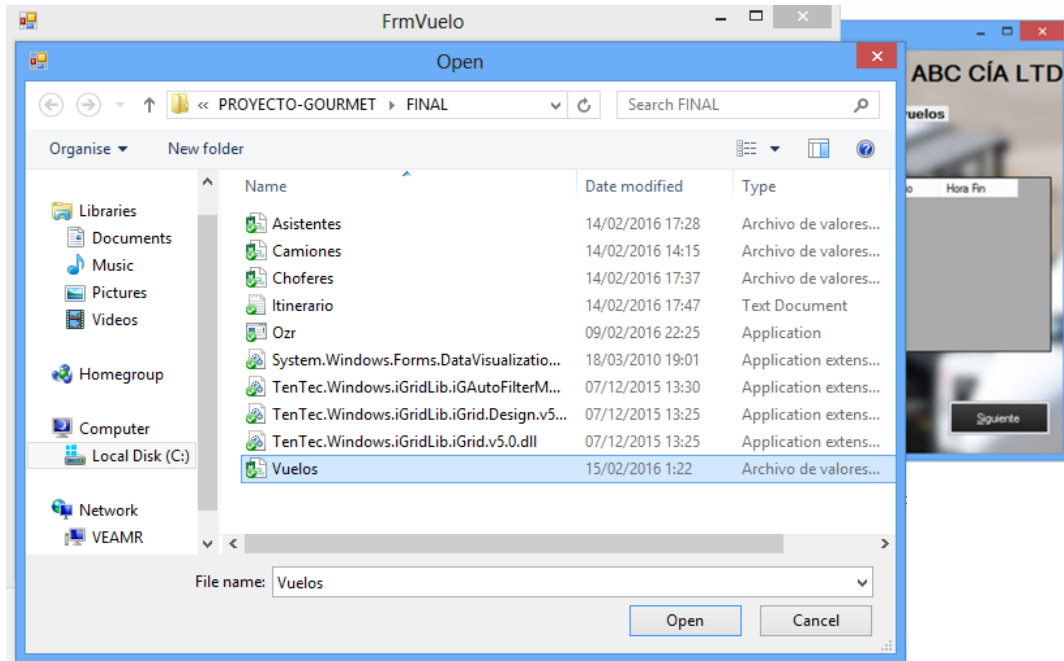 FrmVuelo
Open
ABC CÍA LTD
« PROYECTO-GOURMET FINAL
Search FINAL
uelos
Organise
New folder
Hora Fin
Name Date modified Type
Libraries
Documents
Music
Pictures
Videos
Homegroup
Computer
Local Disk (C:)
Network
VEAMR
Asistentes 14/02/2016 17:28 Archivo de valores...
Camiones 14/02/2016 14:15 Archivo de valores...
Choferes 14/02/2016 17:37 Archivo de valores...
Itinerario 14/02/2016 17:47 Text Document
Ozr 09/02/2016 22:25 Application
System.Windows.Forms.DataVisualizatio... 18/03/2010 19:01 Application extens...
TenTec.Windows.iGridLib.iGAutoFilterM... 07/12/2015 13:30 Application extens...
TenTec.Windows.iGridLib.iGrid.Design.v5... 07/12/2015 13:25 Application extens...
TenTec.Windows.iGridLib.iGrid.v5.0.dll 07/12/2015 13:25 Application extens...
Vuelos 15/02/2016 1:22 Archivo de valores...
Siguiente
File name: Vuelos
Open Cancel